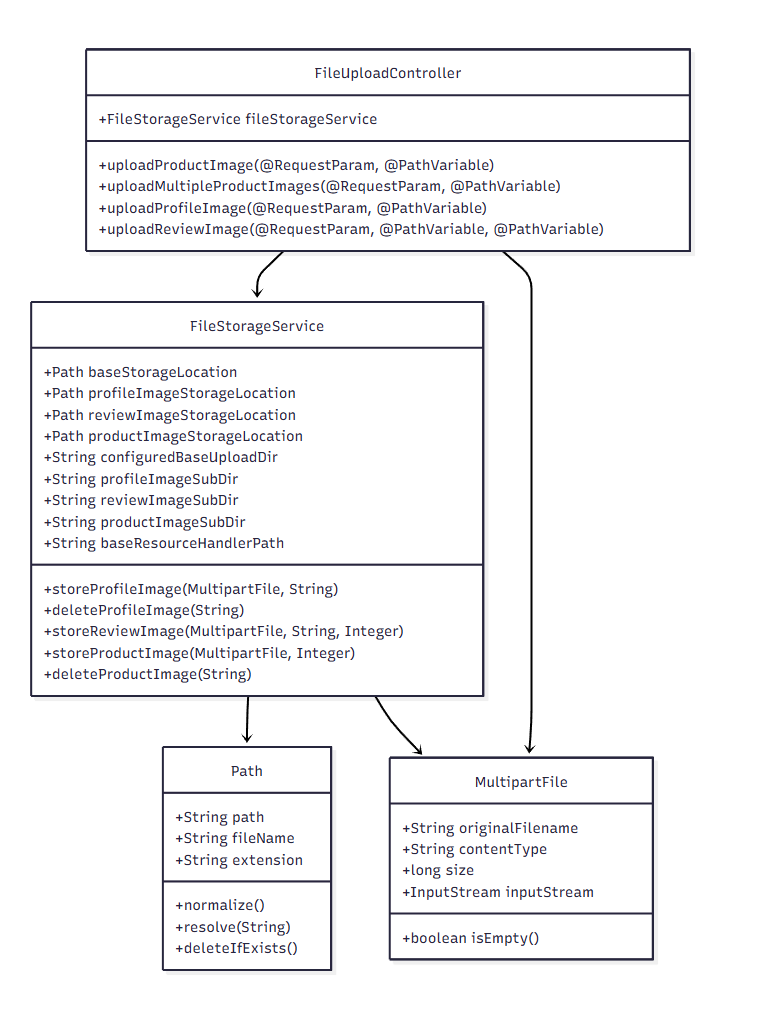 FileUploadController
+FileStorageService fileStorageService
+uploadProductImage(@RequestParam, @PathVariable)
+uploadMultipleProductImages(@RequestParam, @PathVariable)
+uploadProfileImage(@RequestParam, @PathVariable)
+uploadReviewImage(@RequestParam, @PathVariable, @PathVariable)
FileStorageService
+Path baseStorageLocation
+Path profileImageStorageLocation
+Path reviewImageStorageLocation
+Path productImageStorageLocation
+String configuredBaseUploadDir
+String profileImageSubDir
+String reviewImageSubDir
+String productImageSubDir
+String baseResourceHandlerPath
+storeProfileImage(MultipartFile, String)
+deleteProfileImage(String)
+storeReviewImage(MultipartFile, String, Integer)
+storeProductImage(MultipartFile, Integer)
+deleteProductImage(String)
Path
+String path
+String fileName
+String extension
+normalize()
+resolve(String)
+deleteIfExists()
MultipartFile
+String originalFilename
+String contentType
+long size
+InputStream inputStream
+boolean isEmpty()